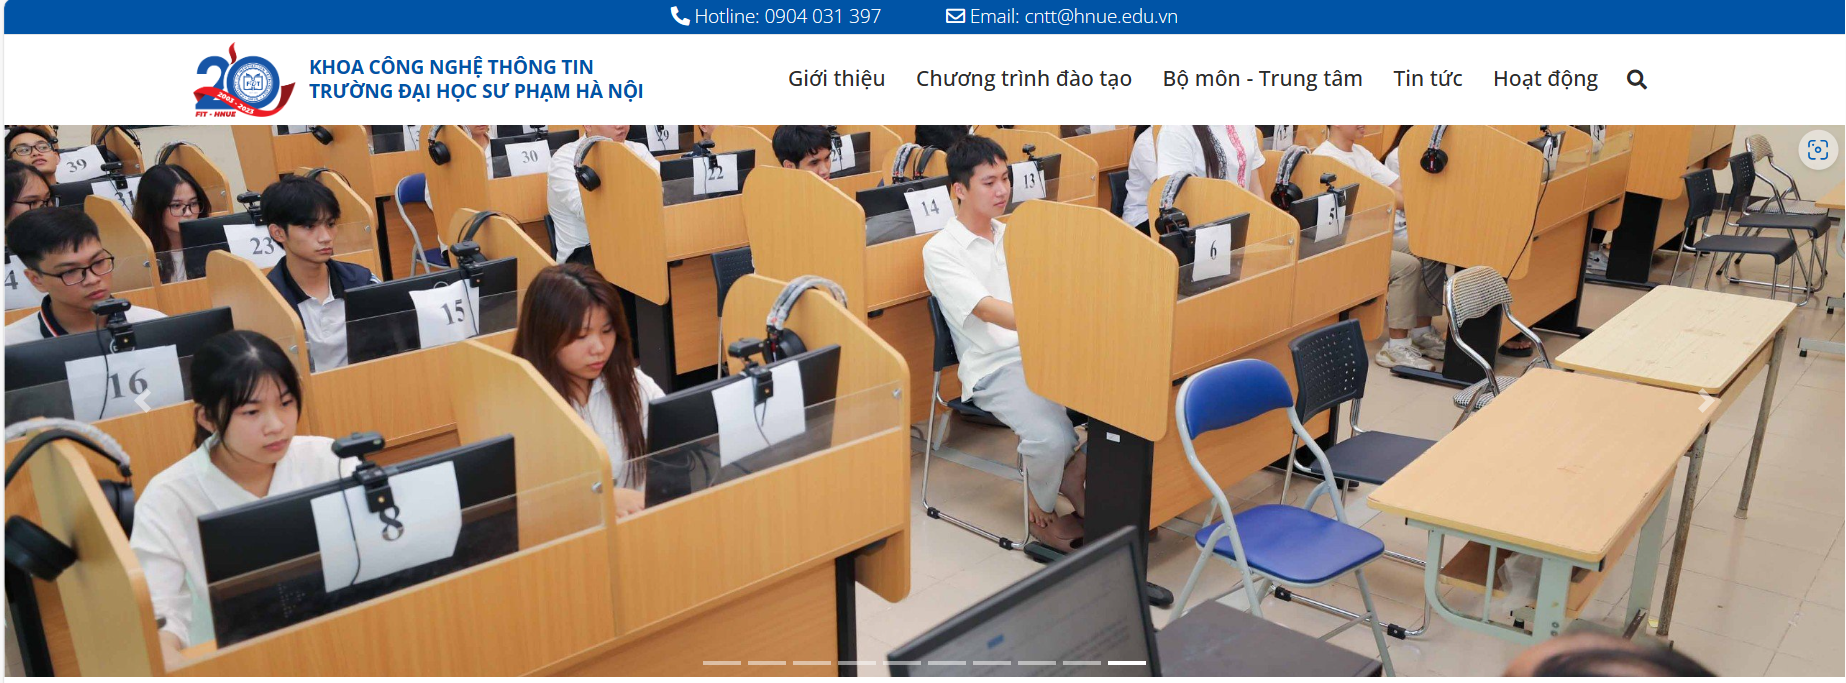 Hotline: 0904 031 397
Email: cntt@hnue.edu.vn
20
2003 - 2023
FIT - HNUE
KHOA CÔNG NGHỆ THÔNG TIN
TRƯỜNG ĐẠI HỌC SƯ PHẠM HÀ NỘI
Giới thiệu
Chương trình đào tạo
Bộ môn - Trung tâm
Tin tức
Hoạt động
39
30
29
22
21
13
31
14
23
5
6
15
16
8